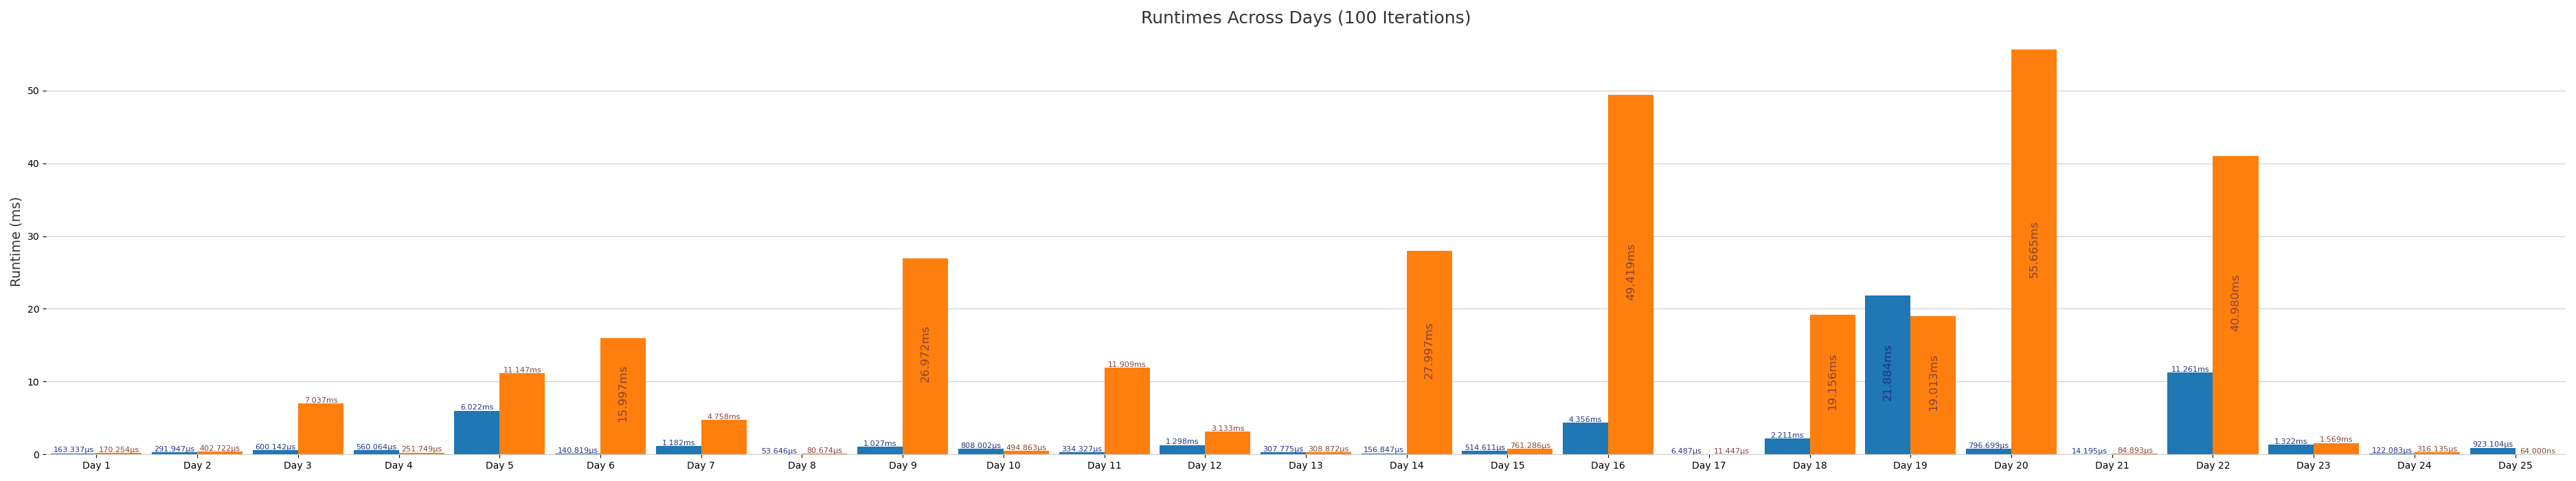 Runtimes Across Days (100 Iterations)
Runtime (ms)
50
40
30
20
10
0
163.337µs 170.254µs
291.947µs 402.722µs
600.142µs 7.037ms
560.064µs 251.749µs
6.022ms 11.147ms
140.819µs 15.997ms
1.182ms 4.758ms
53.646µs 80.674µs
1.027ms 26.972ms
808.002µs 494.863µs
334.327µs 11.909ms
1.298ms 3.133ms
307.775µs 308.872µs
156.847µs 27.997ms
514.611µs 761.286µs
4.356ms 49.419ms
6.487µs 11.447µs
2.211ms 19.156ms
21.884ms 19.013ms
796.699µs 55.665ms
14.195µs 84.893µs
11.261ms 40.980ms
1.322ms 1.569ms
122.083µs 316.135µs
923.104µs 64.000ns
Day 1 Day 2 Day 3 Day 4 Day 5 Day 6 Day 7 Day 8 Day 9 Day 10 Day 11 Day 12 Day 13 Day 14 Day 15 Day 16 Day 17 Day 18 Day 19 Day 20 Day 21 Day 22 Day 23 Day 24 Day 25